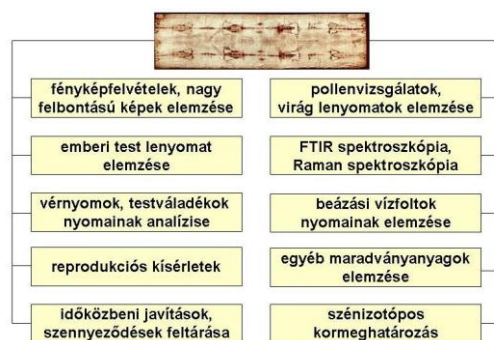 fényképfelvételek, nagy
felbontású képek elemzése
emberi test lenyomat
elemzése
vérnyomok, testváladékok
nyomainak analízise
reprodukciós kísérletek
időközbeni javítások,
szennyeződések feltárása
pollenvizsgálatok,
virág lenyomatok elemzése
FTIR spektroszkópia,
Raman spektroszkópia
beázási vízfoltok
nyomainak elemzése
egyéb maradványanyagok
elemzése
szénizotópos
kormeghatározás